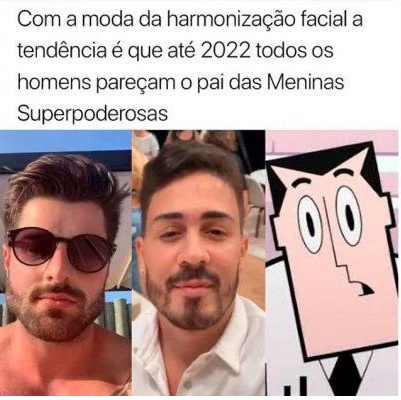 Com a moda da harmonização facial a
tendência é que até 2022 todos os
homens pareçam o pai das Meninas
Superpoderosas